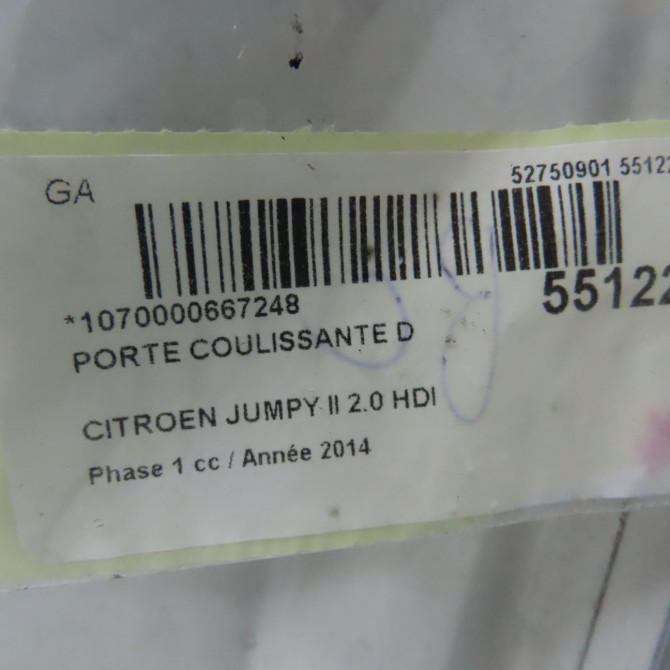 GA
52750901 55122
*1070000667248
55122
PORTE COULISSANTE D
CITROEN JUMPY II 2.0 HDI
Phase 1 cc / Année 2014